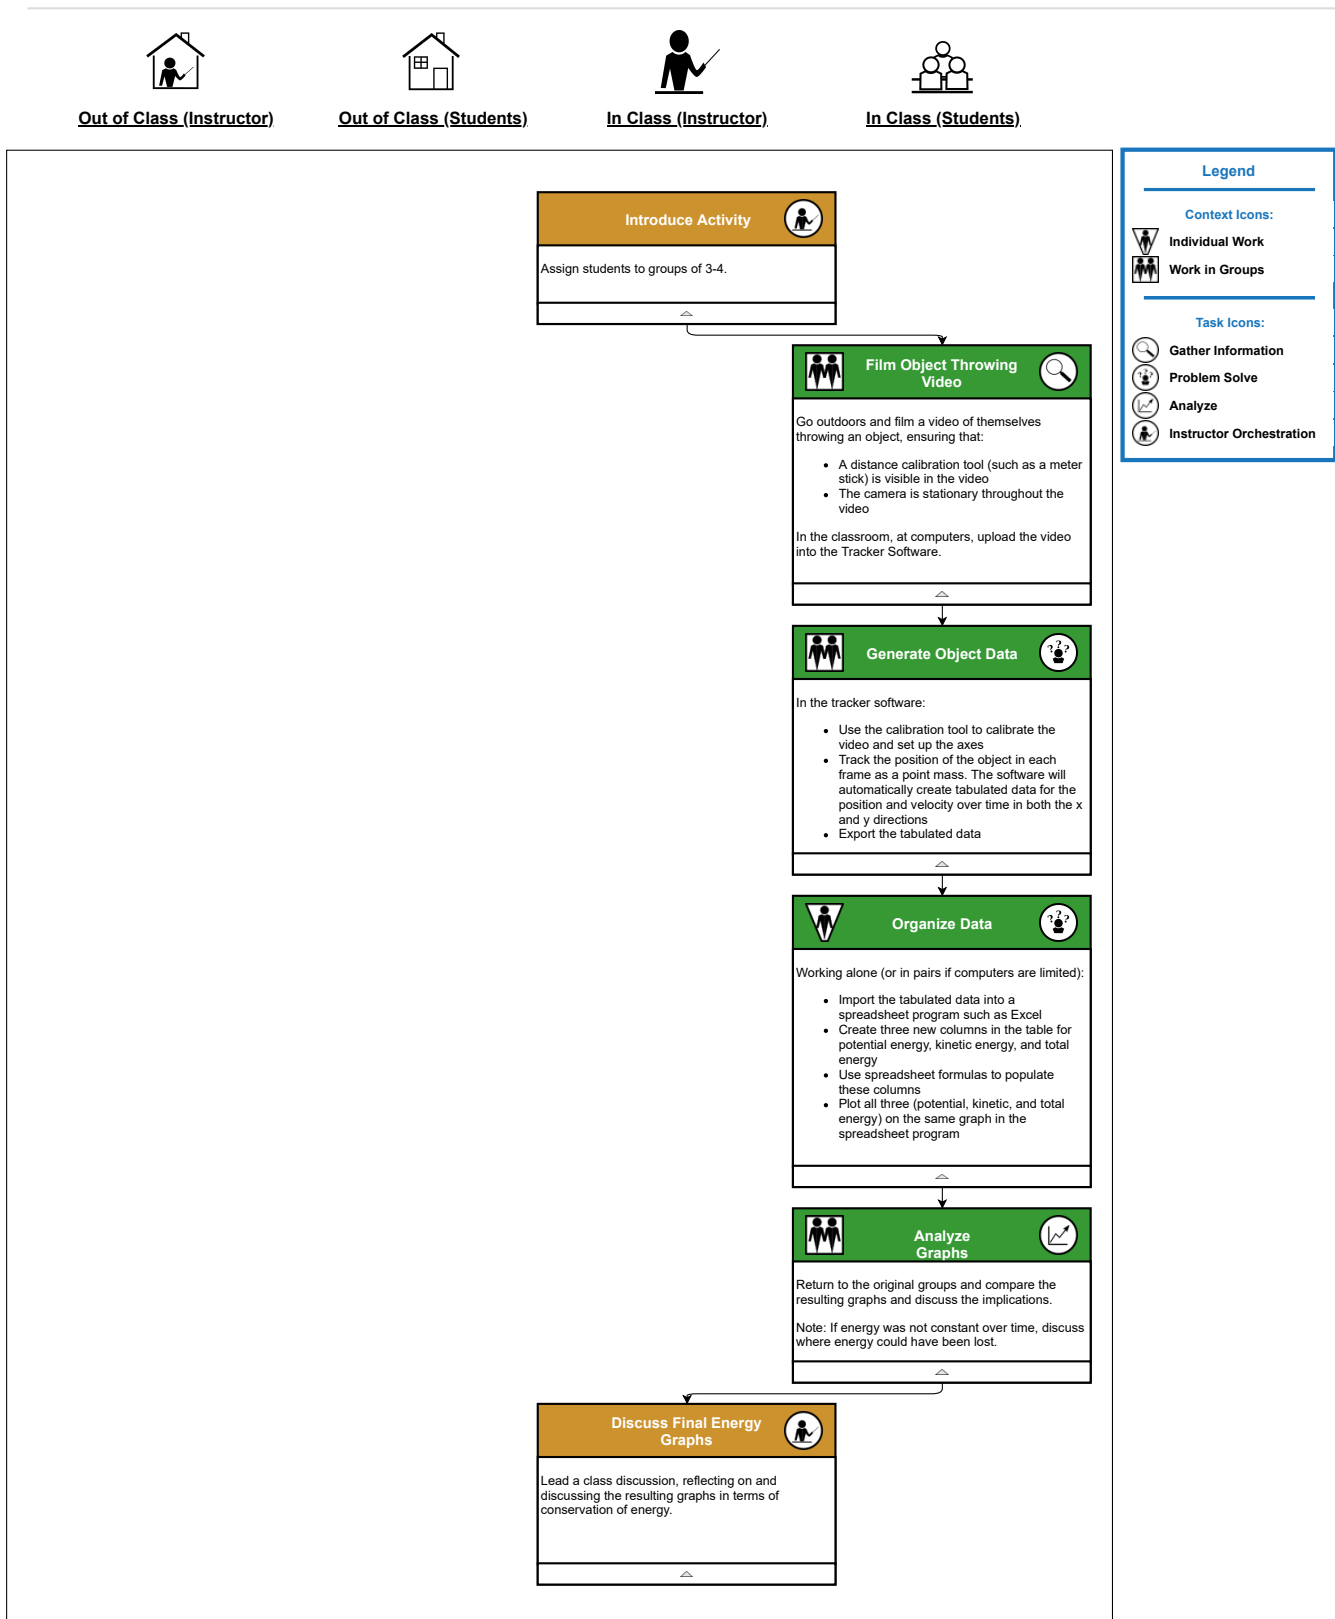 Out of Class (Instructor)
Out of Class (Students)
In Class (Instructor)
In Class (Students)
Legend
Context Icons:
Individual Work
Work in Groups
Task Icons:
Gather Information
Problem Solve
Analyze
Instructor Orchestration
Introduce Activity
Assign students to groups of 3-4.
Film Object Throwing
Video
Go outdoors and film a video of themselves
throwing an object, ensuring that:
• A distance calibration tool (such as a meter
stick) is visible in the video
• The camera is stationary throughout the
video
In the classroom, at computers, upload the video
into the Tracker Software.
Generate Object Data
???
In the tracker software:
• Use the calibration tool to calibrate the
video and set up the axes
• Track the position of the object in each
frame as a point mass. The software will
automatically create tabulated data for the
position and velocity over time in both the x
and y directions
• Export the tabulated data
Organize Data
???
Working alone (or in pairs if computers are limited):
• Import the tabulated data into a
spreadsheet program such as Excel
• Create three new columns in the table for
potential energy, kinetic energy, and total
energy
• Use spreadsheet formulas to populate
these columns
• Plot all three (potential, kinetic, and total
energy) on the same graph in the
spreadsheet program
Analyze
Graphs
Return to the original groups and compare the
resulting graphs and discuss the implications.
Note: If energy was not constant over time, discuss
where energy could have been lost.
Discuss Final Energy
Graphs
Lead a class discussion, reflecting on and
discussing the resulting graphs in terms of
conservation of energy.